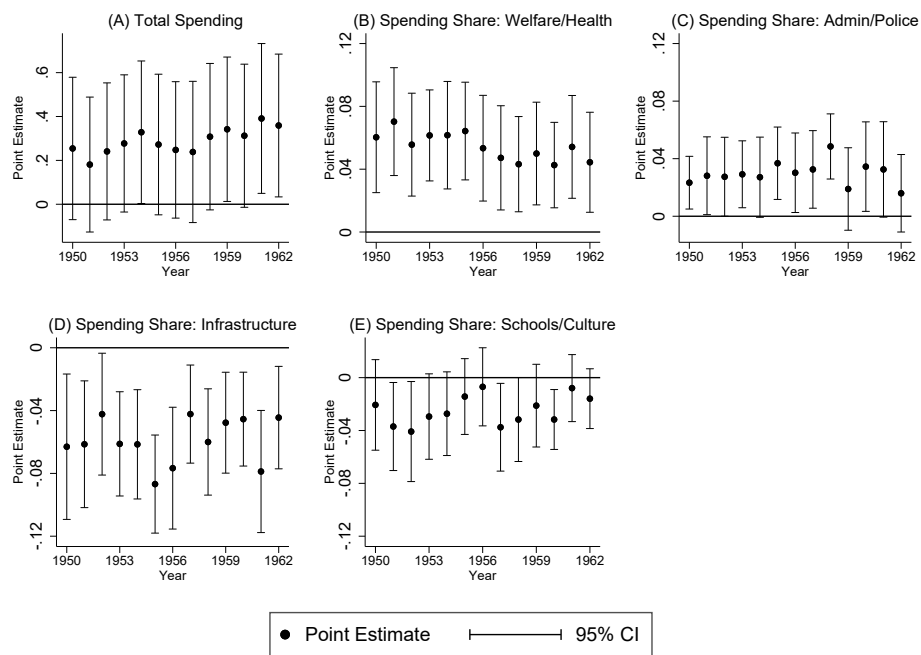 (A) Total Spending
Point Estimate
.6
.4
.2
0
1950 1953 1956 1959 1962
Year
(B) Spending Share: Welfare/Health
Point Estimate
.12
.08
.04
0
1950 1953 1956 1959 1962
Year
(C) Spending Share: Admin/Police
Point Estimate
.12
.08
.04
0
1950 1953 1956 1959 1962
Year
(D) Spending Share: Infrastructure
Point Estimate
0
-.04
-.08
-.12
1950 1953 1956 1959 1962
Year
(E) Spending Share: Schools/Culture
Point Estimate
0
-.04
-.08
-.12
1950 1953 1956 1959 1962
Year
Point Estimate 95% CI